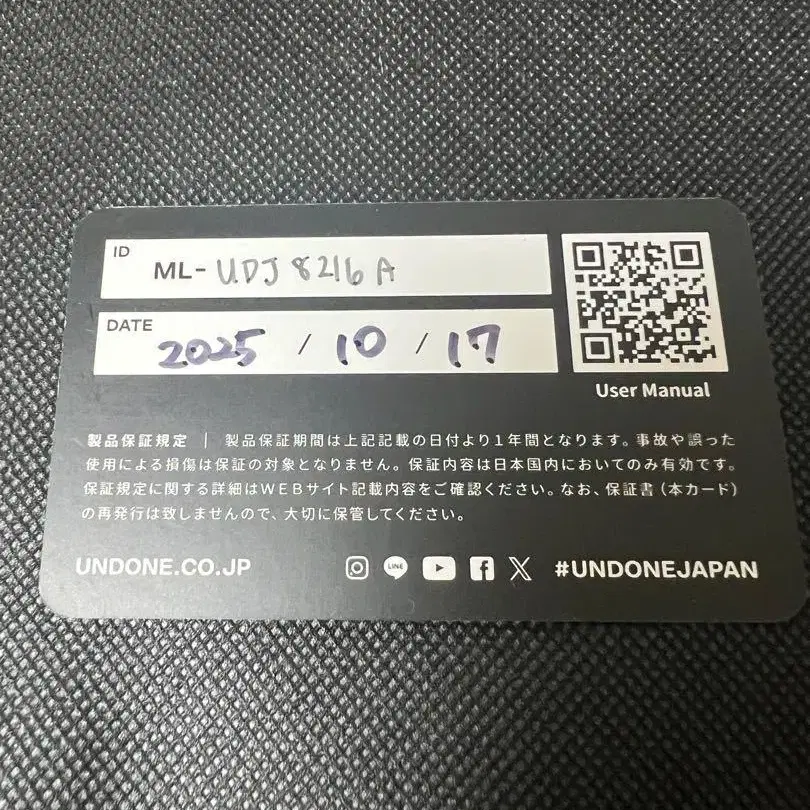 ID
ML-UDJ8216A
DATE
2025 / 10 / 17
User Manual
製品保証規定 | 製品保証期間は上記記載の日付より1年間となります。事故や誤った
使用による損傷は保証の対象となりません。保証内容は日本国内においてのみ有効です。
保証規定に関する詳細はWEBサイト記載内容をご確認ください。なお、保証書（本カード）
の再発行は致しませんので、大切に保管してください。
UNDONE.CO.JP
LINE
#UNDONEJAPAN